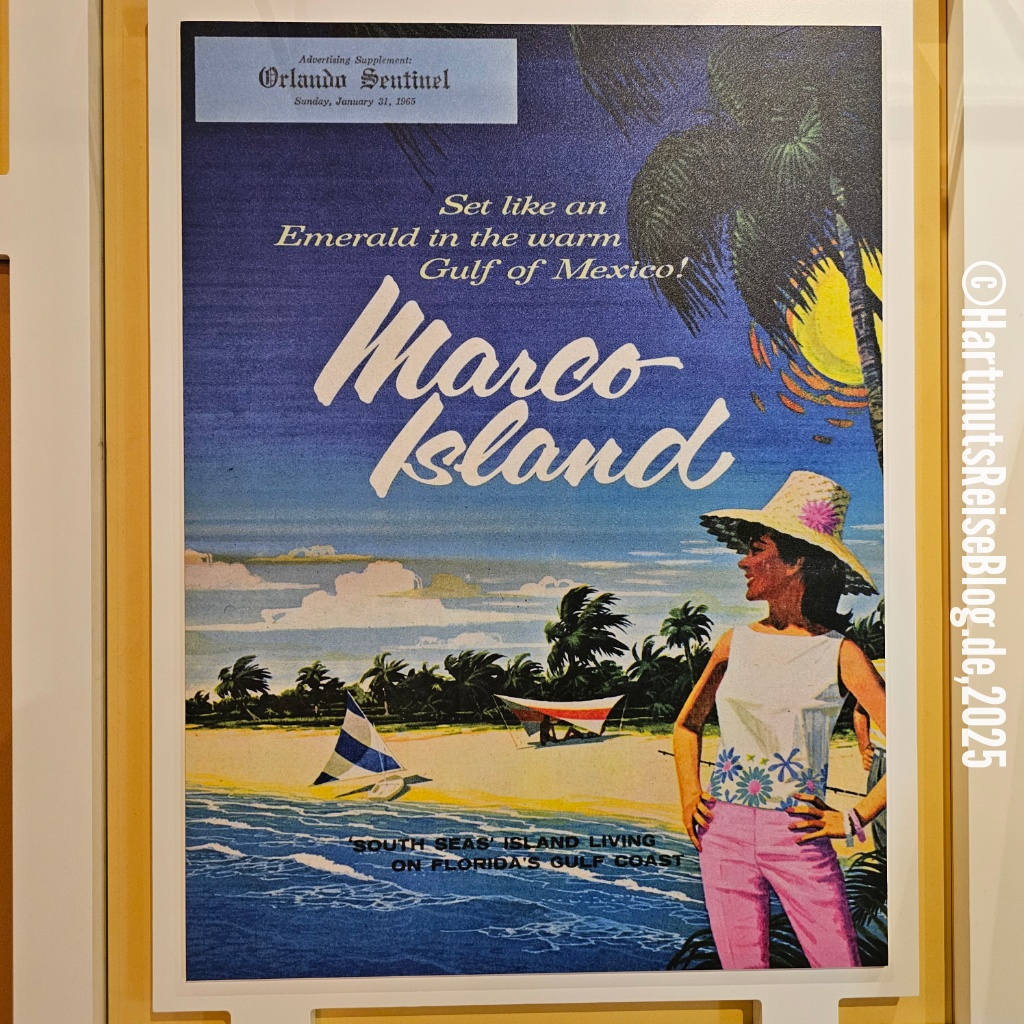 Advertising Supplement:
Orlando Sentinel
Sunday, January 31, 1965
Set like an
Emerald in the warm
Gulf of Mexico!
Marco
Island
'SOUTH SEAS' ISLAND LIVING
ON FLORIDA'S GULF COAST
©HartmutsReiseBlog.de,2025